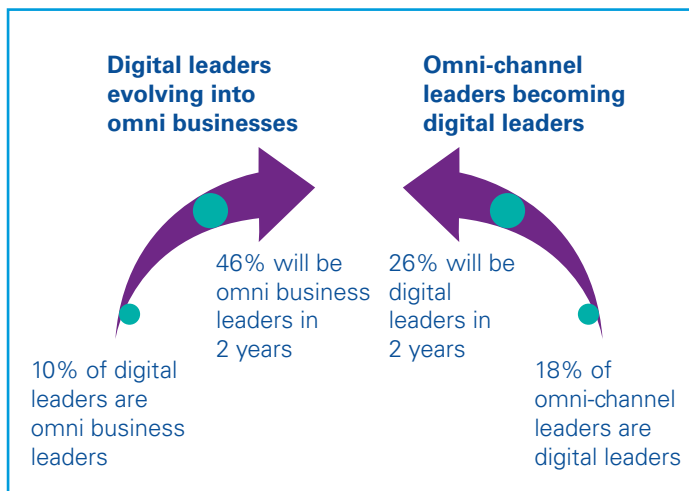 Digital leaders
evolving into
omni businesses
46% will be
omni business
leaders in
2 years
10% of digital
leaders are
omni business
leaders
Omni-channel
leaders becoming
digital leaders
26% will be
digital
leaders in
2 years
18% of
omni-channel
leaders are
digital leaders